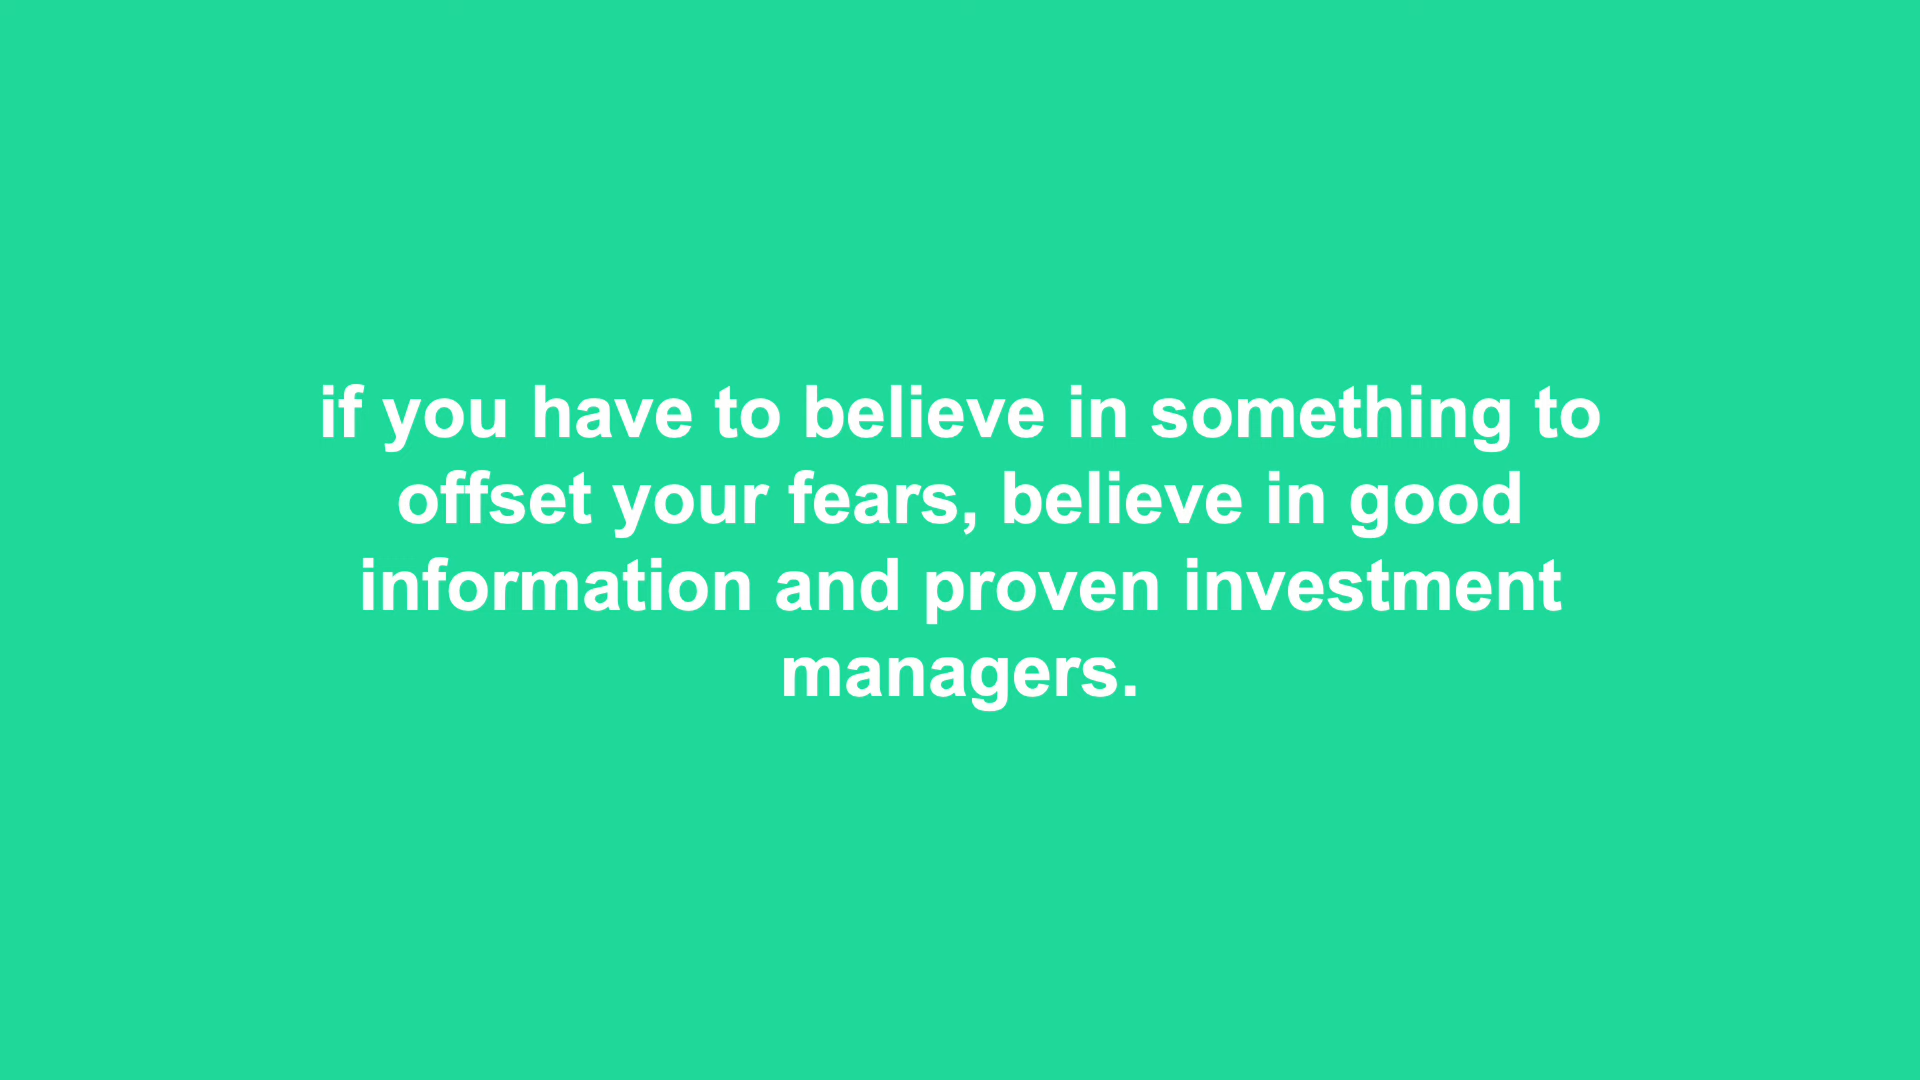 if you have to believe in something to
offset your fears, believe in good
information and proven investment
managers.